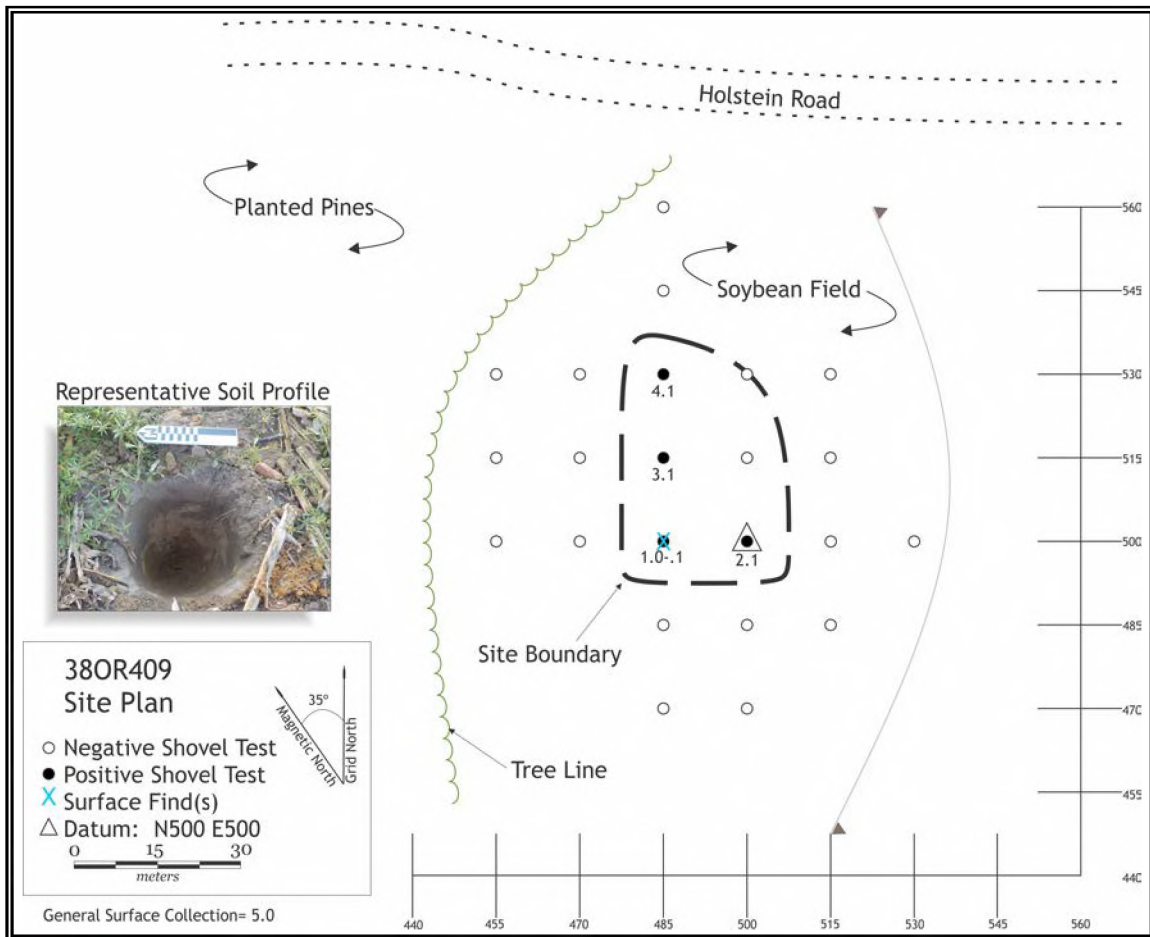 Holstein Road
Planted Pines
Soybean Field
560
545
530
515
500
485
470
455
440
4.1
3.1
1.0-.1
2.1
Representative Soil Profile
Site Boundary
Tree Line
38OR409
Site Plan
35°
Magnetic North
Grid North
Negative Shovel Test
Positive Shovel Test
Surface Find(s)
Datum: N500 E500
0 15 30
meters
General Surface Collection= 5.0
440 455 470 485 500 515 530 545 560